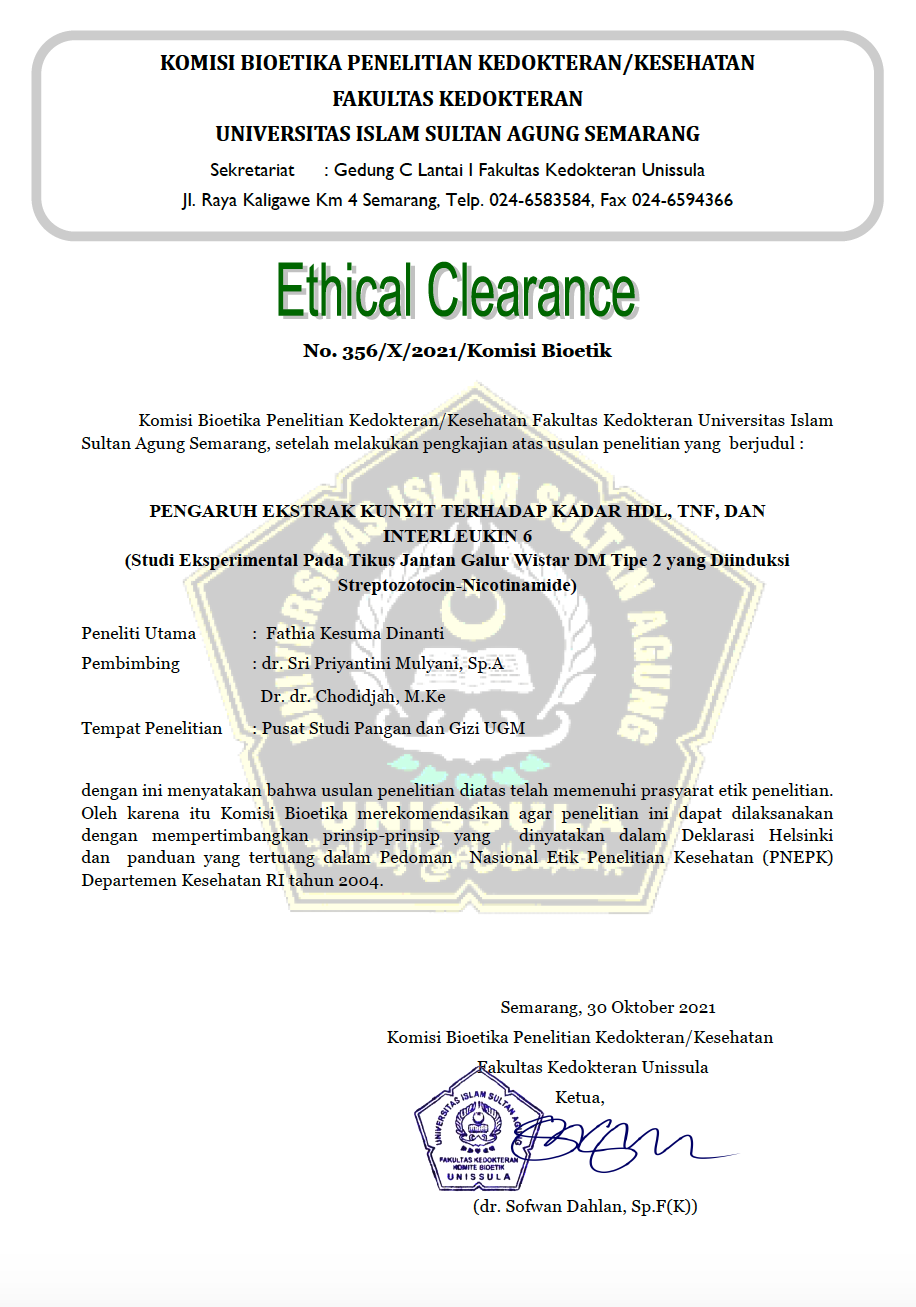 KOMISI BIOETIKA PENELITIAN KEDOKTERAN/KESEHATAN
FAKULTAS KEDOKTERAN
UNIVERSITAS ISLAM SULTAN AGUNG SEMARANG
Sekretariat : Gedung C Lantai I Fakultas Kedokteran Unissula
Jl. Raya Kaligawe Km 4 Semarang, Telp. 024-6583584, Fax 024-6594366
Ethical Clearance
No. 356/X/2021/Komisi Bioetik
Komisi Bioetika Penelitian Kedokteran/Kesehatan Fakultas Kedokteran Universitas Islam
Sultan Agung Semarang, setelah melakukan pengkajian atas usulan penelitian yang berjudul :
PENGARUH EKSTRAK KUNYIT TERHADAP KADAR HDL, TNF, DAN
INTERLEUKIN 6
(Studi Eksperimental Pada Tikus Jantan Galur Wistar DM Tipe 2 yang Diinduksi
Streptozotocin-Nicotinamide)
Peneliti Utama : Fathia Kesuma Dinanti
Pembimbing : dr. Sri Priyantini Mulyani, Sp.A
Dr. dr. Chodidjah, M.Ke
Tempat Penelitian : Pusat Studi Pangan dan Gizi UGM
dengan ini menyatakan bahwa usulan penelitian diatas telah memenuhi prasyarat etik penelitian.
Oleh karena itu Komisi Bioetika merekomendasikan agar penelitian ini dapat dilaksanakan
dengan mempertimbangkan prinsip-prinsip yang dinyatakan dalam Deklarasi Helsinki
dan panduan yang tertuang dalam Pedoman Nasional Etik Penelitian Kesehatan (PNEPK)
Departemen Kesehatan RI tahun 2004.
UNIVERSITAS ISLAM SULTAN AGUNG
UNISSULA
Semarang, 30 Oktober 2021
Komisi Bioetika Penelitian Kedokteran/Kesehatan
Fakultas Kedokteran Unissula
Ketua,
UNIVERSITAS ISLAM SULTAN AGUNG
FAKULTAS KEDOKTERAN
KOMITE BIOETIK
UNISSULA
(dr. Sofwan Dahlan, Sp.F(K))